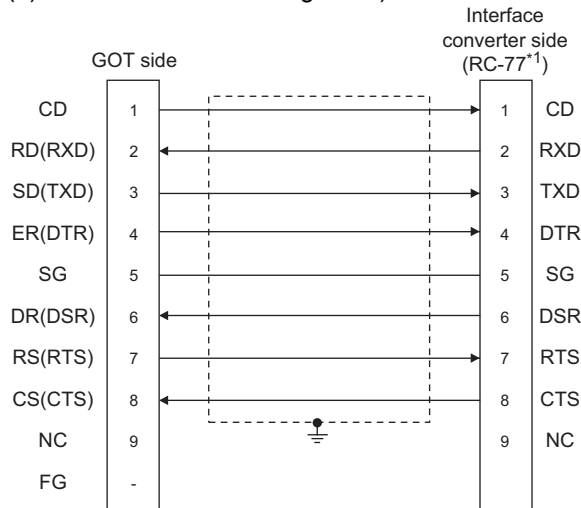 Interface
converter side
(RC-77*1)
GOT side
CD 1 1 CD
RD(RXD) 2 2 RXD
SD(TXD) 3 3 TXD
ER(DTR) 4 4 DTR
SG 5 5 SG
DR(DSR) 6 6 DSR
RS(RTS) 7 7 RTS
CS(CTS) 8 8 CTS
NC 9 9 NC
FG -